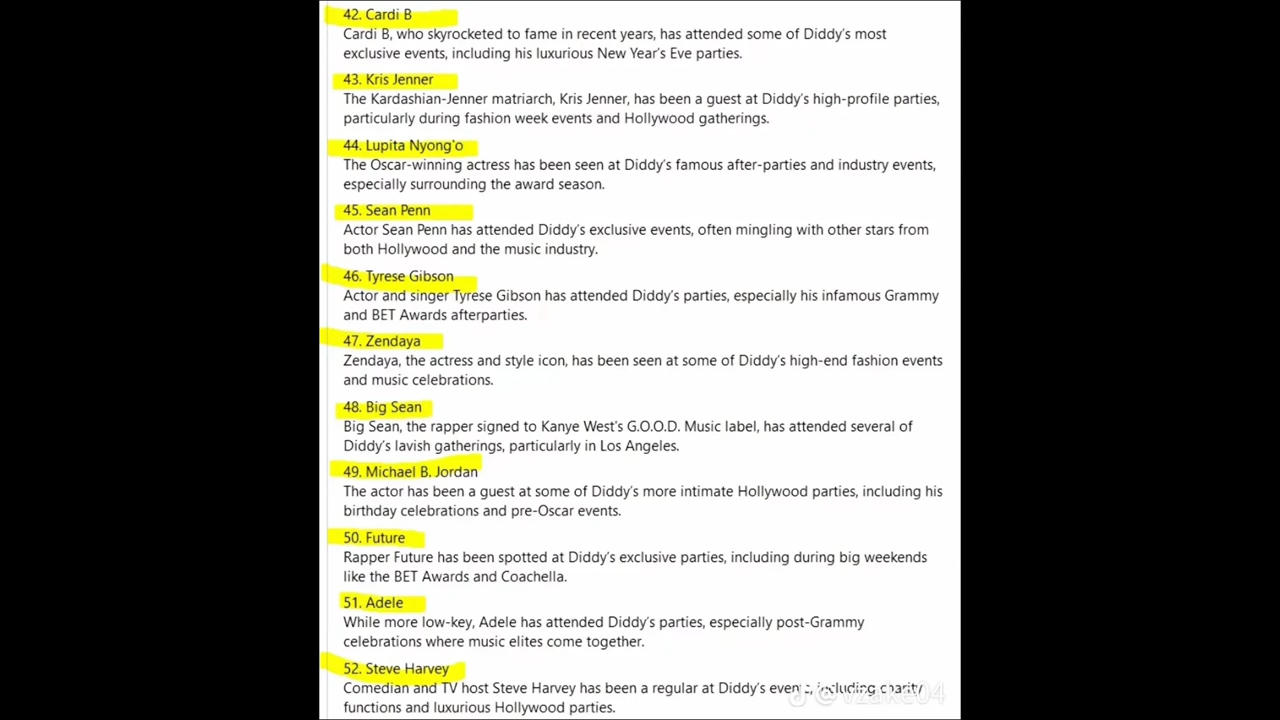 42. Cardi B
Cardi B, who skyrocketed to fame in recent years, has attended some of Diddy's most
exclusive events, including his luxurious New Year's Eve parties.
43. Kris Jenner
The Kardashian-Jenner matriarch, Kris Jenner, has been a guest at Diddy's high-profile parties,
particularly during fashion week events and Hollywood gatherings.
44. Lupita Nyong'o
The Oscar-winning actress has been seen at Diddy's famous after-parties and industry events,
especially surrounding the award season.
45. Sean Penn
Actor Sean Penn has attended Diddy's exclusive events, often mingling with other stars from
both Hollywood and the music industry.
46. Tyrese Gibson
Actor and singer Tyrese Gibson has attended Diddy's parties, especially his infamous Grammy
and BET Awards afterparties.
47. Zendaya
Zendaya, the actress and style icon, has been seen at some of Diddy's high-end fashion events
and music celebrations.
48. Big Sean
Big Sean, the rapper signed to Kanye West's G.O.O.D. Music label, has attended several of
Diddy's lavish gatherings, particularly in Los Angeles.
49. Michael B. Jordan
The actor has been a guest at some of Diddy's more intimate Hollywood parties, including his
birthday celebrations and pre-Oscar events.
50. Future
Rapper Future has been spotted at Diddy's exclusive parties, including during big weekends
like the BET Awards and Coachella.
51. Adele
While more low-key, Adele has attended Diddy's parties, especially post-Grammy
celebrations where music elites come together.
52. Steve Harvey
Comedian and TV host Steve Harvey has been a regular at Diddy's events, including charity
functions and luxurious Hollywood parties.
@vzake04